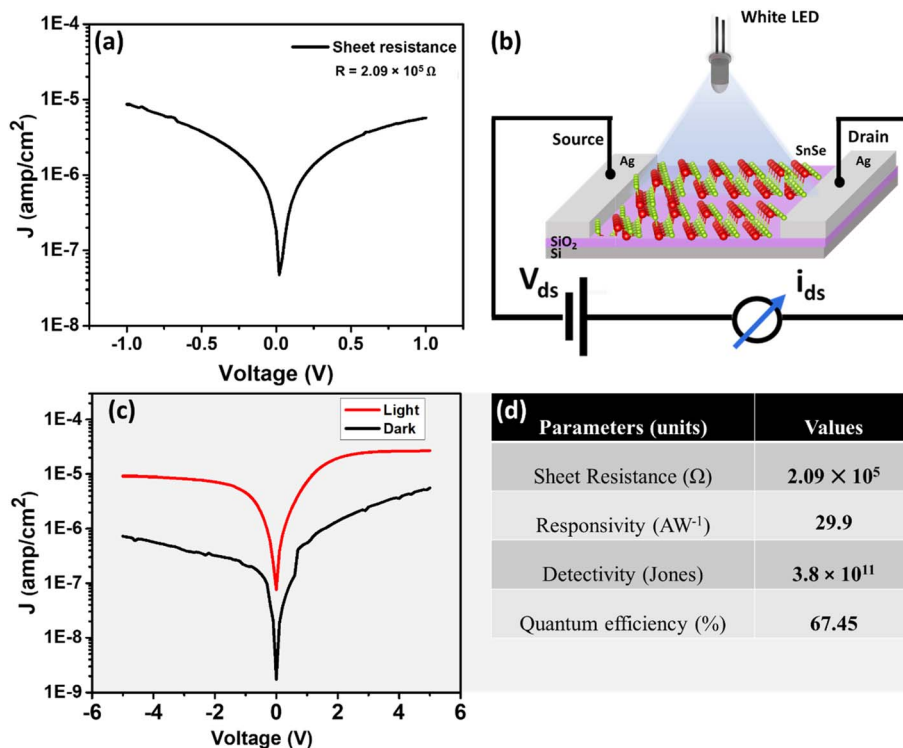 (a)
1E-4
1E-5
1E-6
1E-7
1E-8
J (amp/cm²)
Sheet resistance
R = 2.09 × 10⁵ Ω
-1.0 -0.5 0.0 0.5 1.0
Voltage (V)
(b)
White LED
Source
Drain
Ag
SnSe
Ag
SiO₂
Si
V_ds
i_ds
(c)
1E-4
1E-5
1E-6
1E-7
1E-8
1E-9
J (amp/cm²)
Light
Dark
-6 -4 -2 0 2 4 6
Voltage (V)
(d)
Parameters (units) Values
Sheet Resistance (Ω) 2.09 × 10⁵
Responsivity (AW⁻¹) 29.9
Detectivity (Jones) 3.8 × 10¹¹
Quantum efficiency (%) 67.45